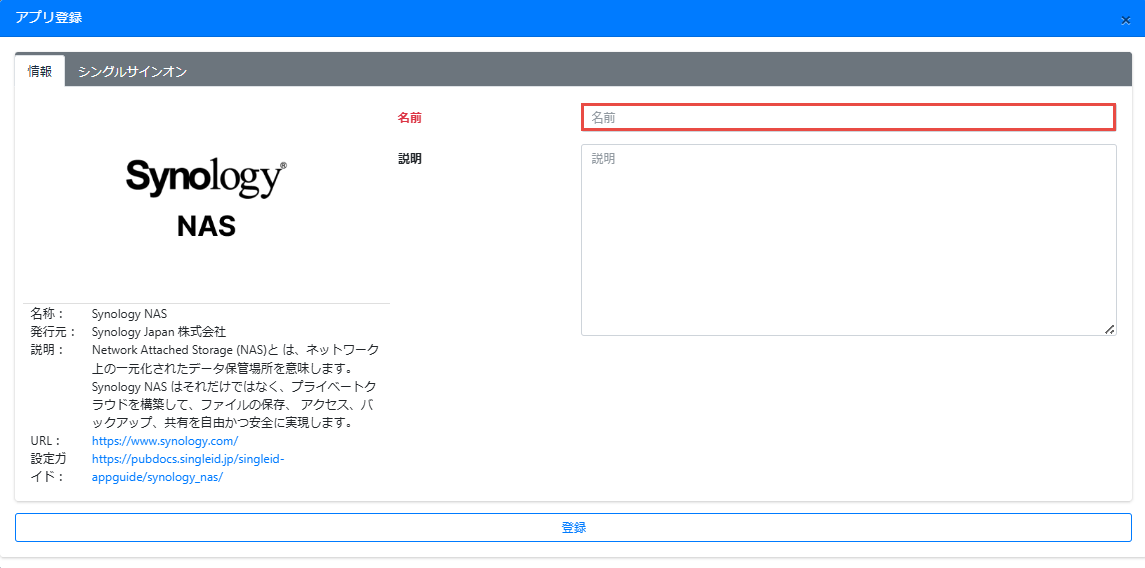 アプリ登録
×
情報 シングルサインオン
Synology®
NAS
名前 名前
説明 説明
名称： Synology NAS
発行元： Synology Japan 株式会社
説明： Network Attached Storage (NAS)と は、ネットワーク
上の一元化されたデータ保管場所を意味します。
Synology NAS はそれだけではなく、プライベートク
ラウドを構築して、ファイルの保存、 アクセス、バ
ックアップ、共有を自由かつ安全に実現します。
URL： https://www.synology.com/
設定ガ https://pubdocs.singleid.jp/singleid-
イド： appguide/synology_nas/
登録